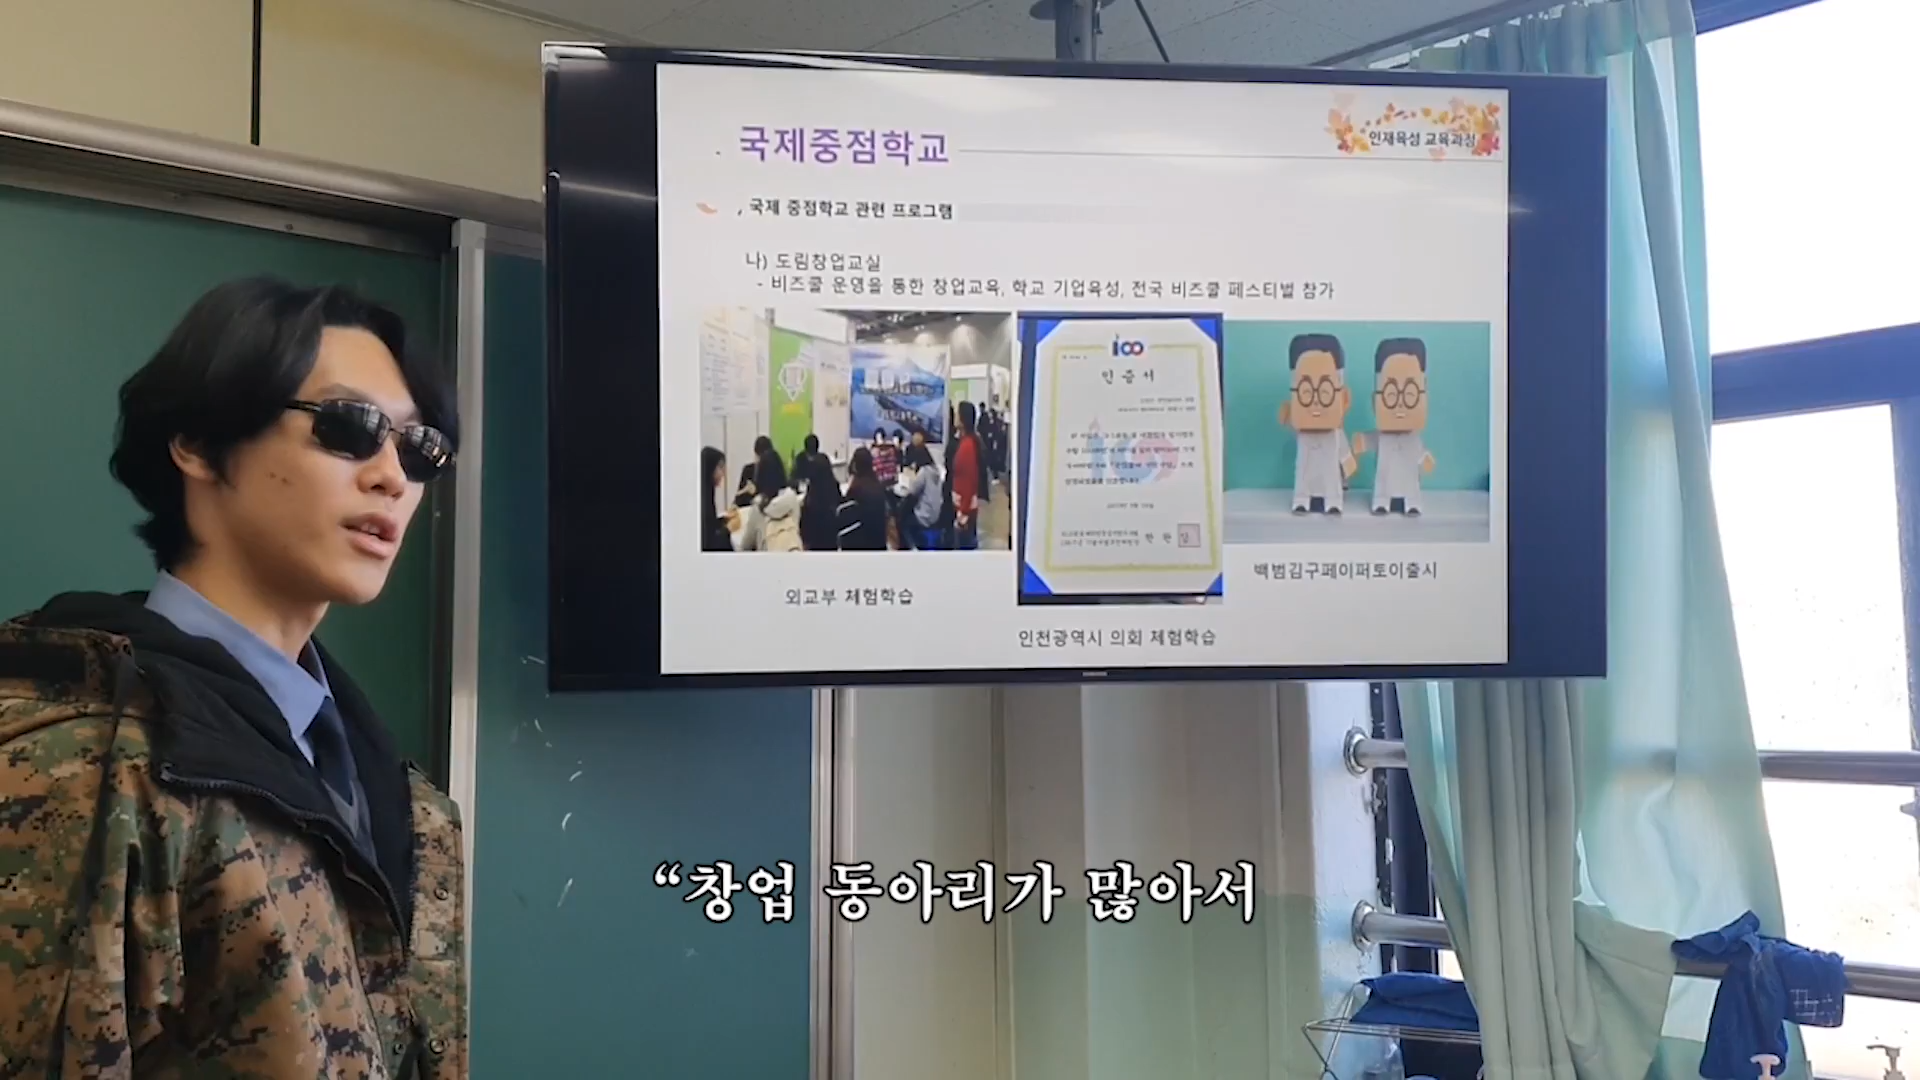 인재육성 교육과정
국제중점학교
, 국제 중점학교 관련 프로그램
나) 도림창업교실
- 비즈쿨 운영을 통한 창업교육, 학교 기업육성, 전국 비즈쿨 페스티벌 참가
100
인증서
외교부 체험학습
인천광역시 의회 체험학습
백범김구페이퍼토이출시
SAMSUNG
“창업 동아리가 많아서